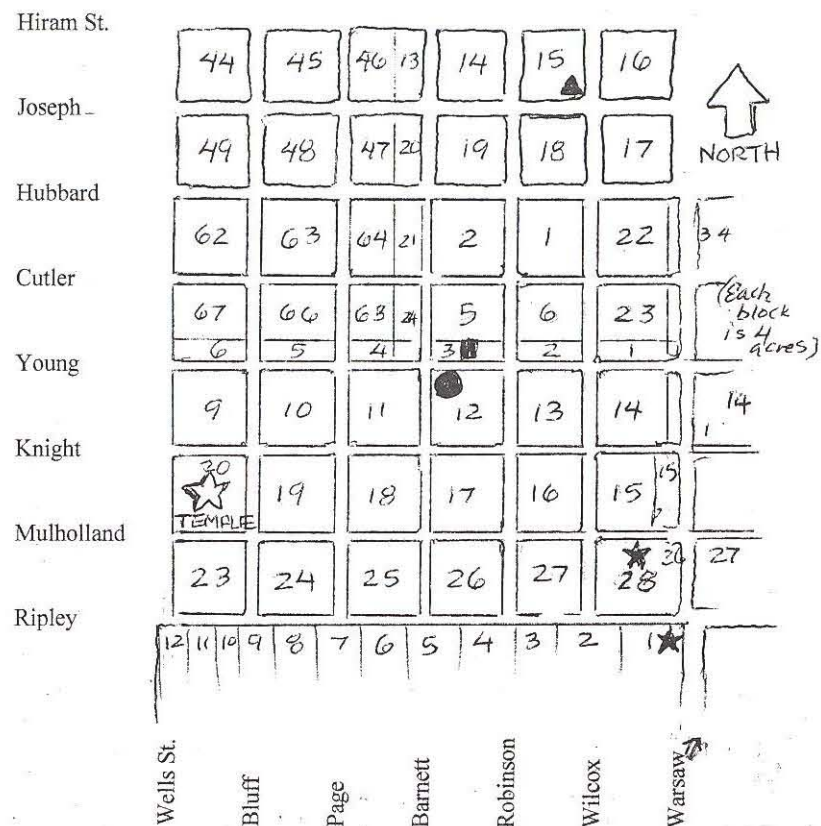 Hiram St.
44 45 46 13 14 15 16
Joseph
49 48 47 20 19 18 17
NORTH
Hubbard
62 63 64 21 2 1 22 34
Cutler
67 66 63 24 5 6 23
(Each
block
is 4
acres)
6 5 4 3 2 1
Young
9 10 11 12 13 14 14
1
Knight
20 19 18 17 16 15 15
TEMPLE
Mulholland
23 24 25 26 27 28 26 27
Ripley
12 11 10 9 8 7 6 5 4 3 2 1
Wells St.
Bluff
Page
Barnett
Robinson
Wilcox
Warsaw